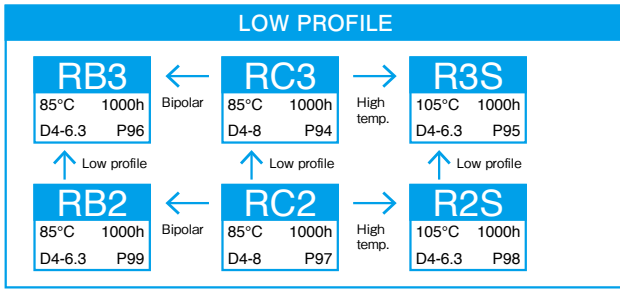 LOW PROFILE
RB3 RC3 R3S
85°C 1000h Bipolar 85°C 1000h High temp. 105°C 1000h
D4-6.3 P96 D4-8 P94 D4-6.3 P95
Low profile Low profile Low profile
RB2 RC2 R2S
85°C 1000h Bipolar 85°C 1000h High temp. 105°C 1000h
D4-6.3 P99 D4-8 P97 D4-6.3 P98